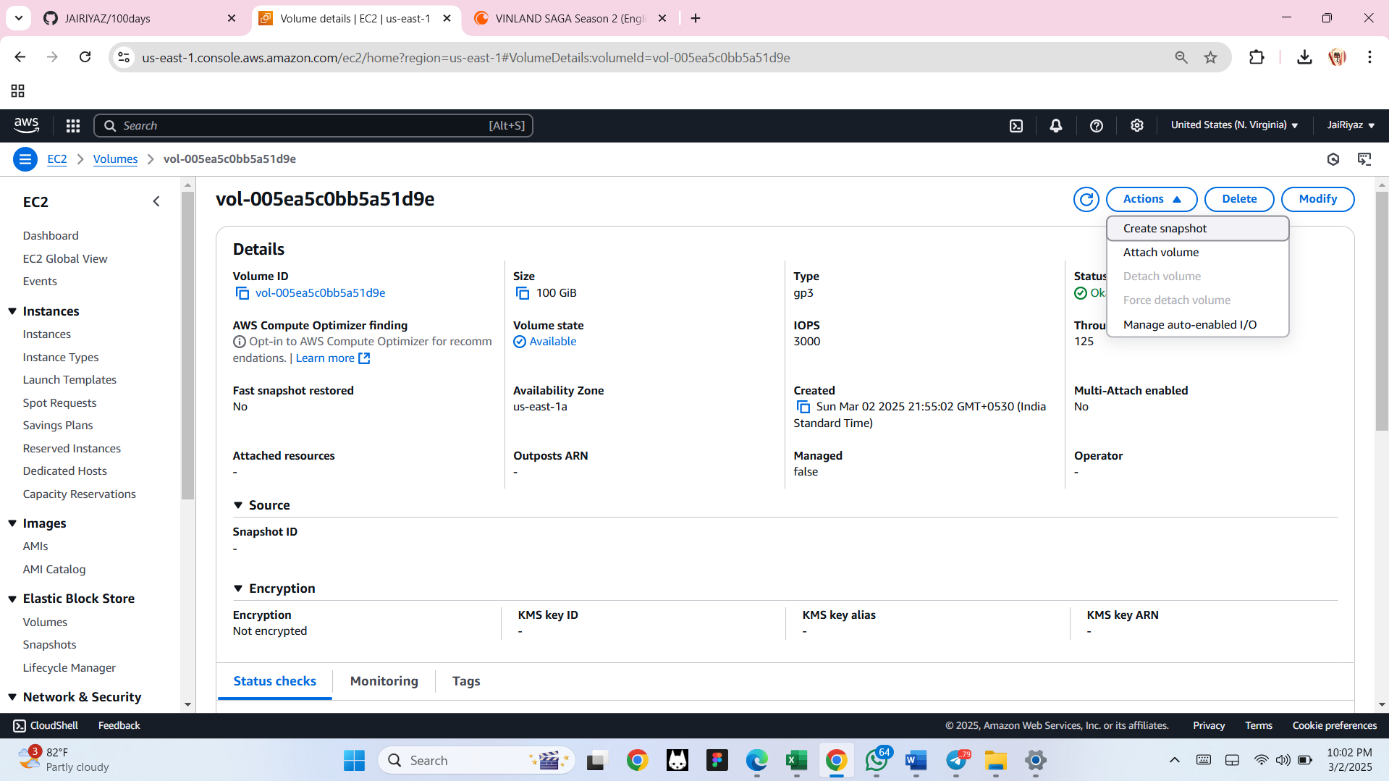 JAIRIYAZ/100days
Volume details | EC2 | us-east-1
VINLAND SAGA Season 2 (Engl
us-east-1.console.aws.amazon.com/ec2/home?region=us-east-1#VolumeDetails:volumeId=vol-005ea5c0bb5a51d9e
aws
Search [Alt+S]
United States (N. Virginia)
JaiRiyaz
EC2 Volumes vol-005ea5c0bb5a51d9e
EC2
Dashboard
EC2 Global View
Events
Instances
Instances
Instance Types
Launch Templates
Spot Requests
Savings Plans
Reserved Instances
Dedicated Hosts
Capacity Reservations
Images
AMIs
AMI Catalog
Elastic Block Store
Volumes
Snapshots
Lifecycle Manager
Network & Security
vol-005ea5c0bb5a51d9e
Actions
Delete
Modify
Create snapshot
Attach volume
Detach volume
Force detach volume
Manage auto-enabled I/O
Details
Volume ID
vol-005ea5c0bb5a51d9e
Size
100 GiB
Type
gp3
Status
Ok
AWS Compute Optimizer finding
Opt-in to AWS Compute Optimizer for recomm
endations. | Learn more
Volume state
Available
IOPS
3000
Throu
125
Fast snapshot restored
No
Availability Zone
us-east-1a
Created
Sun Mar 02 2025 21:55:02 GMT+0530 (India
Standard Time)
Multi-Attach enabled
No
Attached resources
-
Outposts ARN
-
Managed
false
Operator
-
Source
Snapshot ID
-
Encryption
Encryption
Not encrypted
KMS key ID
-
KMS key alias
-
KMS key ARN
-
Status checks
Monitoring
Tags
CloudShell
Feedback
© 2025, Amazon Web Services, Inc. or its affiliates.
Privacy
Terms
Cookie preferences
3
82°F
Partly cloudy
Search
64
79
10:02 PM
3/2/2025